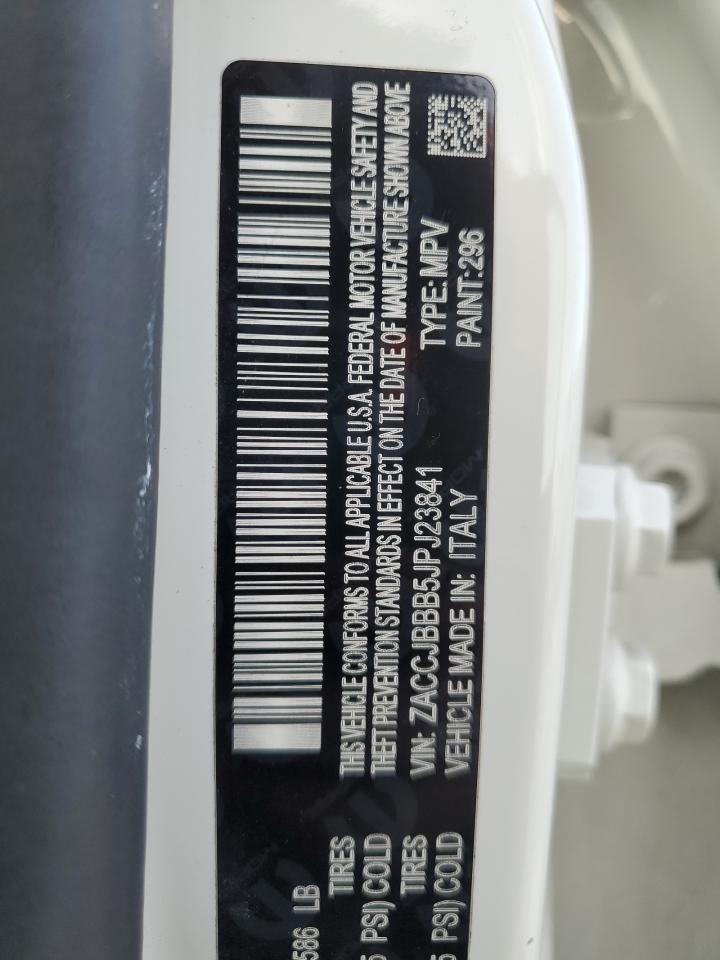 THIS VEHICLE CONFORMS TO ALL APPLICABLE U.S.A. FEDERAL MOTOR VEHICLE SAFETY AND
THEFT PREVENTION STANDARDS IN EFFECT ON THE DATE OF MANUFACTURE SHOWN ABOVE
VIN: ZACCJBBB5JPJ23841 TYPE: MPV
VEHICLE MADE IN: ITALY PAINT:296
586 LB
TIRES
PSI) COLD
TIRES
PSI) COLD